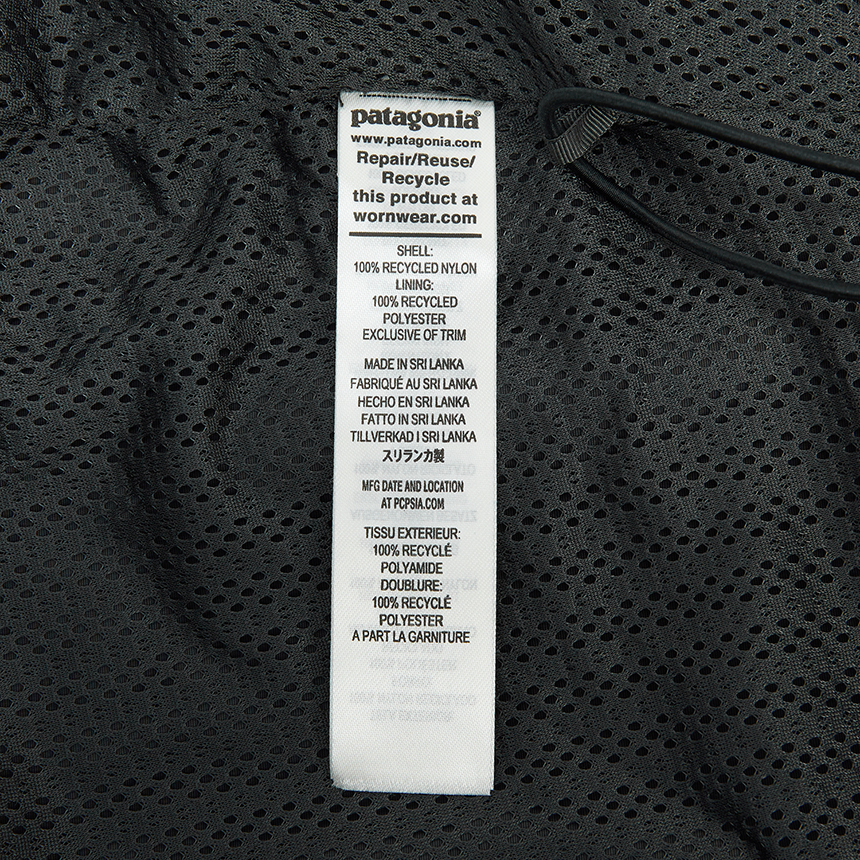 patagonia®
www.patagonia.com
Repair/Reuse/
Recycle
this product at
wornwear.com
SHELL:
100% RECYCLED NYLON
LINING:
100% RECYCLED
POLYESTER
EXCLUSIVE OF TRIM
MADE IN SRI LANKA
FABRIQUÉ AU SRI LANKA
HECHO EN SRI LANKA
FATTO IN SRI LANKA
TILLVERKAD I SRI LANKA
スリランカ製
MFG DATE AND LOCATION
AT PCPSIA.COM
TISSU EXTERIEUR:
100% RECYCLÉ
POLYAMIDE
DOUBLURE:
100% RECYCLÉ
POLYESTER
A PART LA GARNITURE